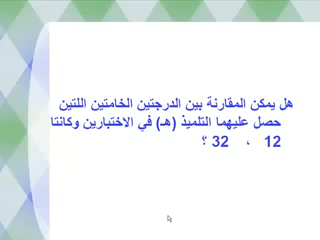 هل يمكن المقارنة بين الدرجتين الخامتين اللتين
حصل عليهما التلميذ (هـ) في الاختبارين وكانتا
12 ، 32 ؟